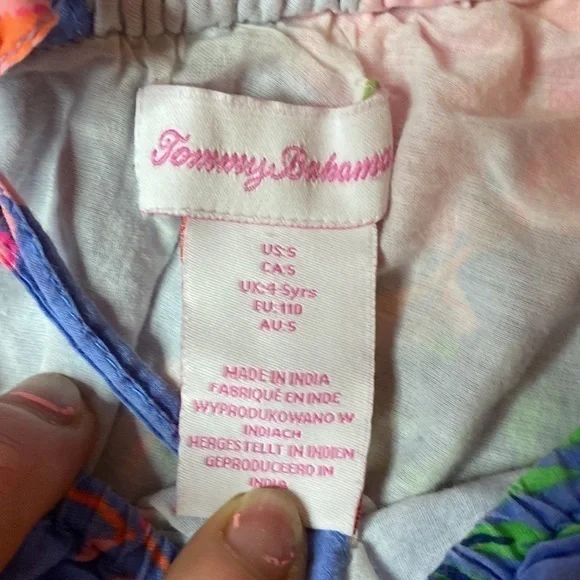 Tommy Bahama
US:5
CA:5
UK:4-5yrs
EU:110
AU:5
MADE IN INDIA
FABRIQUÉ EN INDE
WYPRODUKOWANO W
INDIACH
HERGESTELLT IN INDIEN
GEPRODUCEERD IN
INDIA